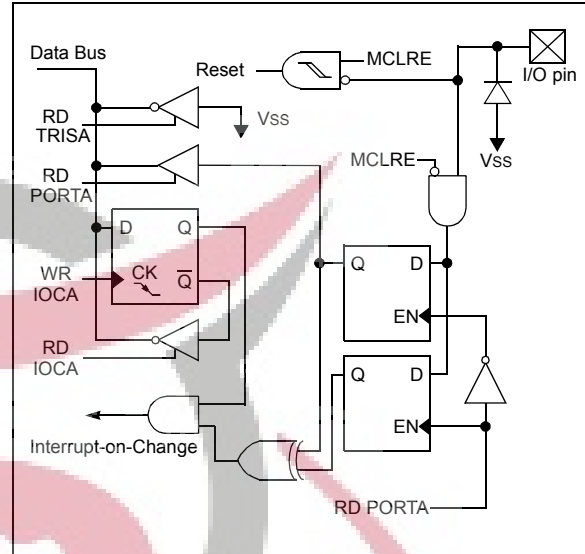 Data Bus
MCLRE
Reset
I/O pin
RD
TRISA
VSS
VSS
MCLRE
RD
PORTA
D Q
CK
Q
WR
IOCA
Q D
EN
RD
IOCA
Q D
EN
Interrupt-on-Change
RD PORTA